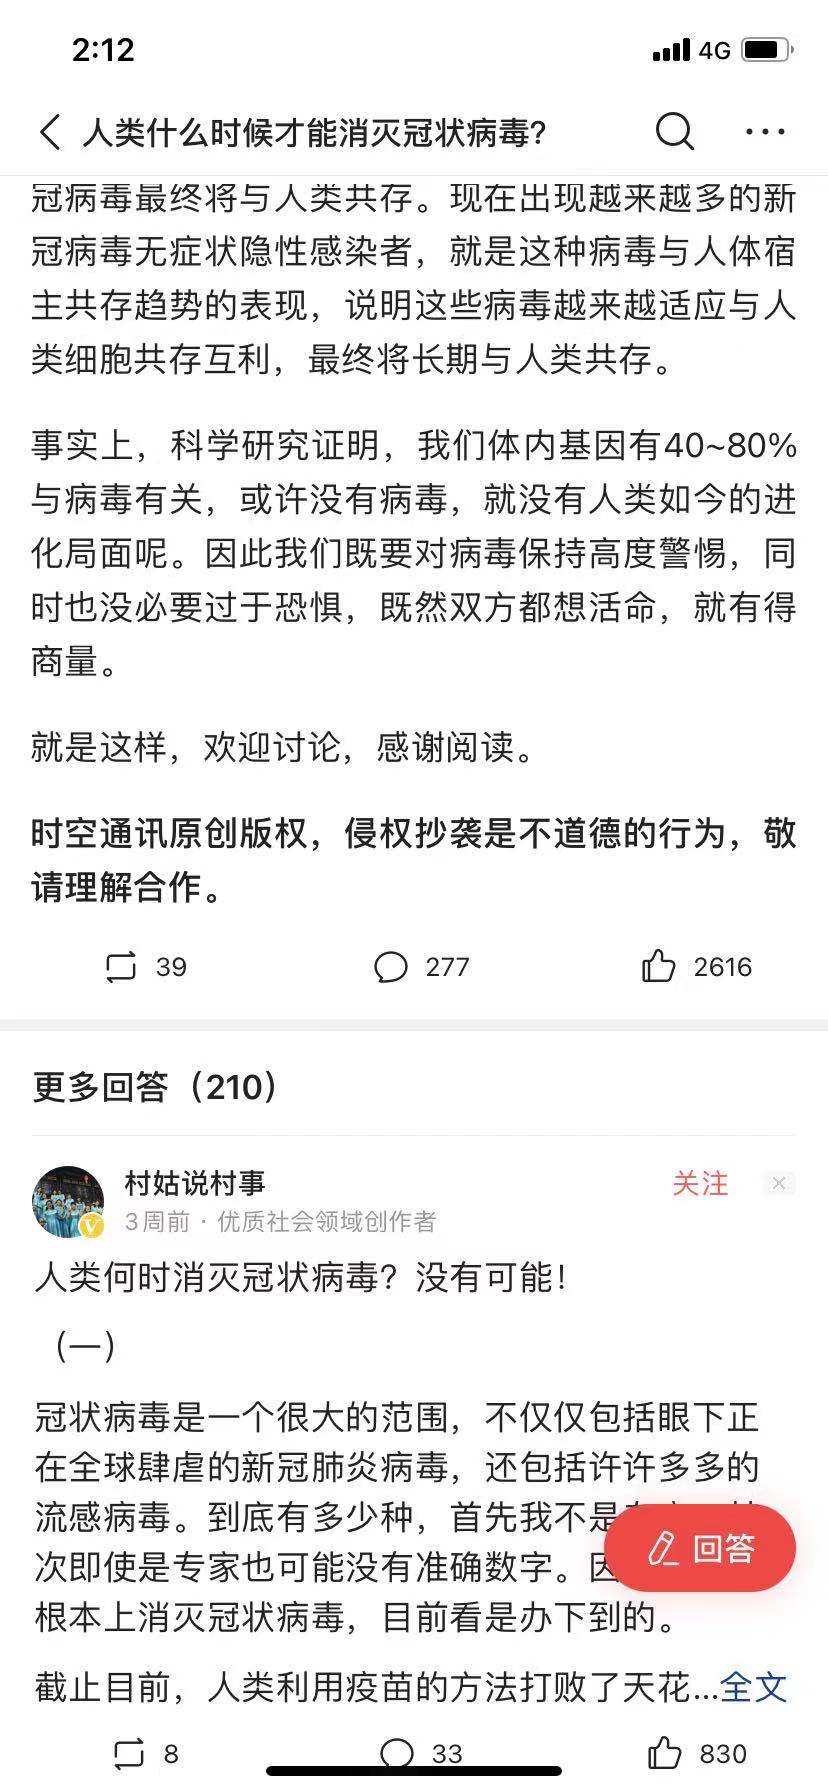 2:12
4G
人类什么时候才能消灭冠状病毒?
冠病毒最终将与人类共存。现在出现越来越多的新
冠病毒无症状隐性感染者，就是这种病毒与人体宿
主共存趋势的表现，说明这些病毒越来越适应与人
类细胞共存互利，最终将长期与人类共存。
事实上，科学研究证明，我们体内基因有40~80%
与病毒有关，或许没有病毒，就没有人类如今的进
化局面呢。因此我们既要对病毒保持高度警惕，同
时也没必要过于恐惧，既然双方都想活命，就有得
商量。
就是这样，欢迎讨论，感谢阅读。
时空通讯原创版权，侵权抄袭是不道德的行为，敬
请理解合作。
39 277 2616
更多回答（210）
村姑说村事 关注
3周前 · 优质社会领域创作者
人类何时消灭冠状病毒？没有可能！
（一）
冠状病毒是一个很大的范围，不仅仅包括眼下正
在全球肆虐的新冠肺炎病毒，还包括许许多多的
流感病毒。到底有多少种，首先我不是
次即使是专家也可能没有准确数字。因
回答
根本上消灭冠状病毒，目前看是办下到的。
截止目前，人类利用疫苗的方法打败了天花...全文
8 33 830